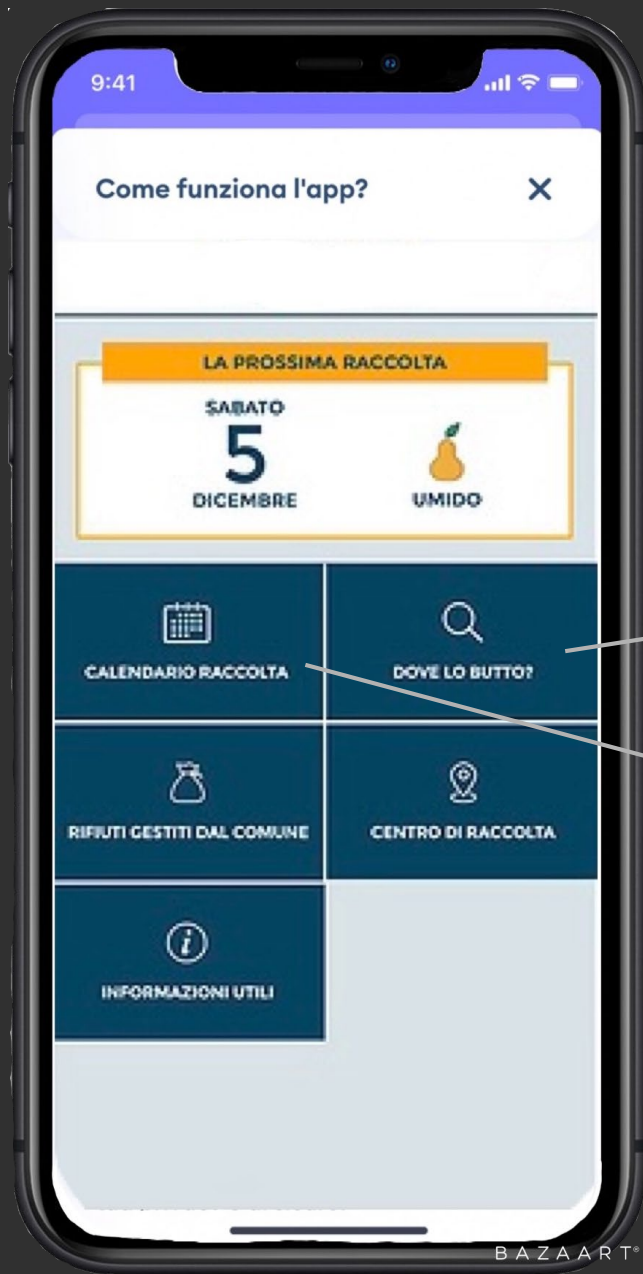 9:41
Come funziona l'app?
LA PROSSIMA RACCOLTA
SABATO
5
DICEMBRE
UMIDO
CALENDARIO RACCOLTA
DOVE LO BUTTO?
RIFIUTI GESTITI DAL COMUNE
CENTRO DI RACCOLTA
INFORMAZIONI UTILI
BAZAART®